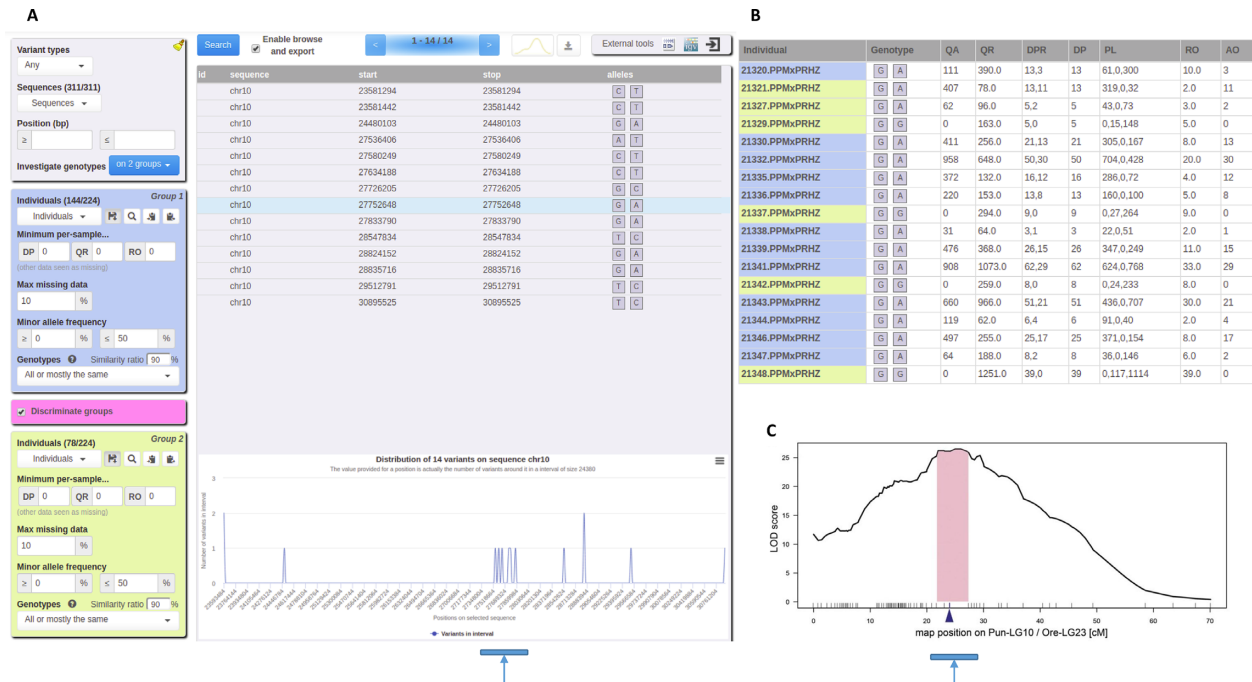 A
Variant types
Any
Sequences (311/311)
Sequences
Position (bp)
≥ ≤
Investigate genotypes on 2 groups
Group 1
Individuals (144/224)
Individuals
Minimum per-sample...
DP 0 QR 0 RO 0
(other data seen as missing)
Max missing data
10 %
Minor allele frequency
≥ 0 % ≤ 50 %
Genotypes ? Similarity ratio 90 %
All or mostly the same
Discriminate groups
Group 2
Individuals (78/224)
Individuals
Minimum per-sample...
DP 0 QR 0 RO 0
(other data seen as missing)
Max missing data
10 %
Minor allele frequency
≥ 0 % ≤ 50 %
Genotypes ? Similarity ratio 90 %
All or mostly the same
Search Enable browse and export < 1 - 14 / 14 > External tools IGV
id sequence start stop alleles
chr10 23581294 23581294 C T
chr10 23581442 23581442 C T
chr10 24480103 24480103 G A
chr10 27536406 27536406 A T
chr10 27580249 27580249 C T
chr10 27634188 27634188 C T
chr10 27726205 27726205 G C
chr10 27752648 27752648 G A
chr10 27833790 27833790 G A
chr10 28547834 28547834 T C
chr10 28824152 28824152 G A
chr10 28835716 28835716 G A
chr10 29512791 29512791 T C
chr10 30895525 30895525 T C
Distribution of 14 variants on sequence chr10
The value provided for a position is actually the number of variants around it in a interval of size 24380
Number of variants in interval
3
2
1
0
Positions on selected sequence
Variants in interval
B
Individual Genotype QA QR DPR DP PL RO AO
21320.PPMxPRHZ G A 111 390.0 13,3 13 61,0,300 10.0 3
21321.PPMxPRHZ G A 407 78.0 13,11 13 319,0,32 2.0 11
21327.PPMxPRHZ G A 62 96.0 5,2 5 43,0,73 3.0 2
21329.PPMxPRHZ G G 0 163.0 5,0 5 0,15,148 5.0 0
21330.PPMxPRHZ G A 411 256.0 21,13 21 305,0,167 8.0 13
21332.PPMxPRHZ G A 958 648.0 50,30 50 704,0,428 20.0 30
21335.PPMxPRHZ G A 372 132.0 16,12 16 286,0,72 4.0 12
21336.PPMxPRHZ G A 220 153.0 13,8 13 160,0,100 5.0 8
21337.PPMxPRHZ G G 0 294.0 9,0 9 0,27,264 9.0 0
21338.PPMxPRHZ G A 31 64.0 3,1 3 22,0,51 2.0 1
21339.PPMxPRHZ G A 476 368.0 26,15 26 347,0,249 11.0 15
21341.PPMxPRHZ G A 908 1073.0 62,29 62 624,0,768 33.0 29
21342.PPMxPRHZ G G 0 259.0 8,0 8 0,24,233 8.0 0
21343.PPMxPRHZ G A 660 966.0 51,21 51 436,0,707 30.0 21
21344.PPMxPRHZ G A 119 62.0 6,4 6 91,0,40 2.0 4
21346.PPMxPRHZ G A 497 255.0 25,17 25 371,0,154 8.0 17
21347.PPMxPRHZ G A 64 188.0 8,2 8 36,0,146 6.0 2
21348.PPMxPRHZ G G 0 1251.0 39,0 39 0,117,1114 39.0 0
C
LOD score
25
20
15
10
5
0
0 10 20 30 40 50 60 70
map position on Pun-LG10 / Ore-LG23 [cM]